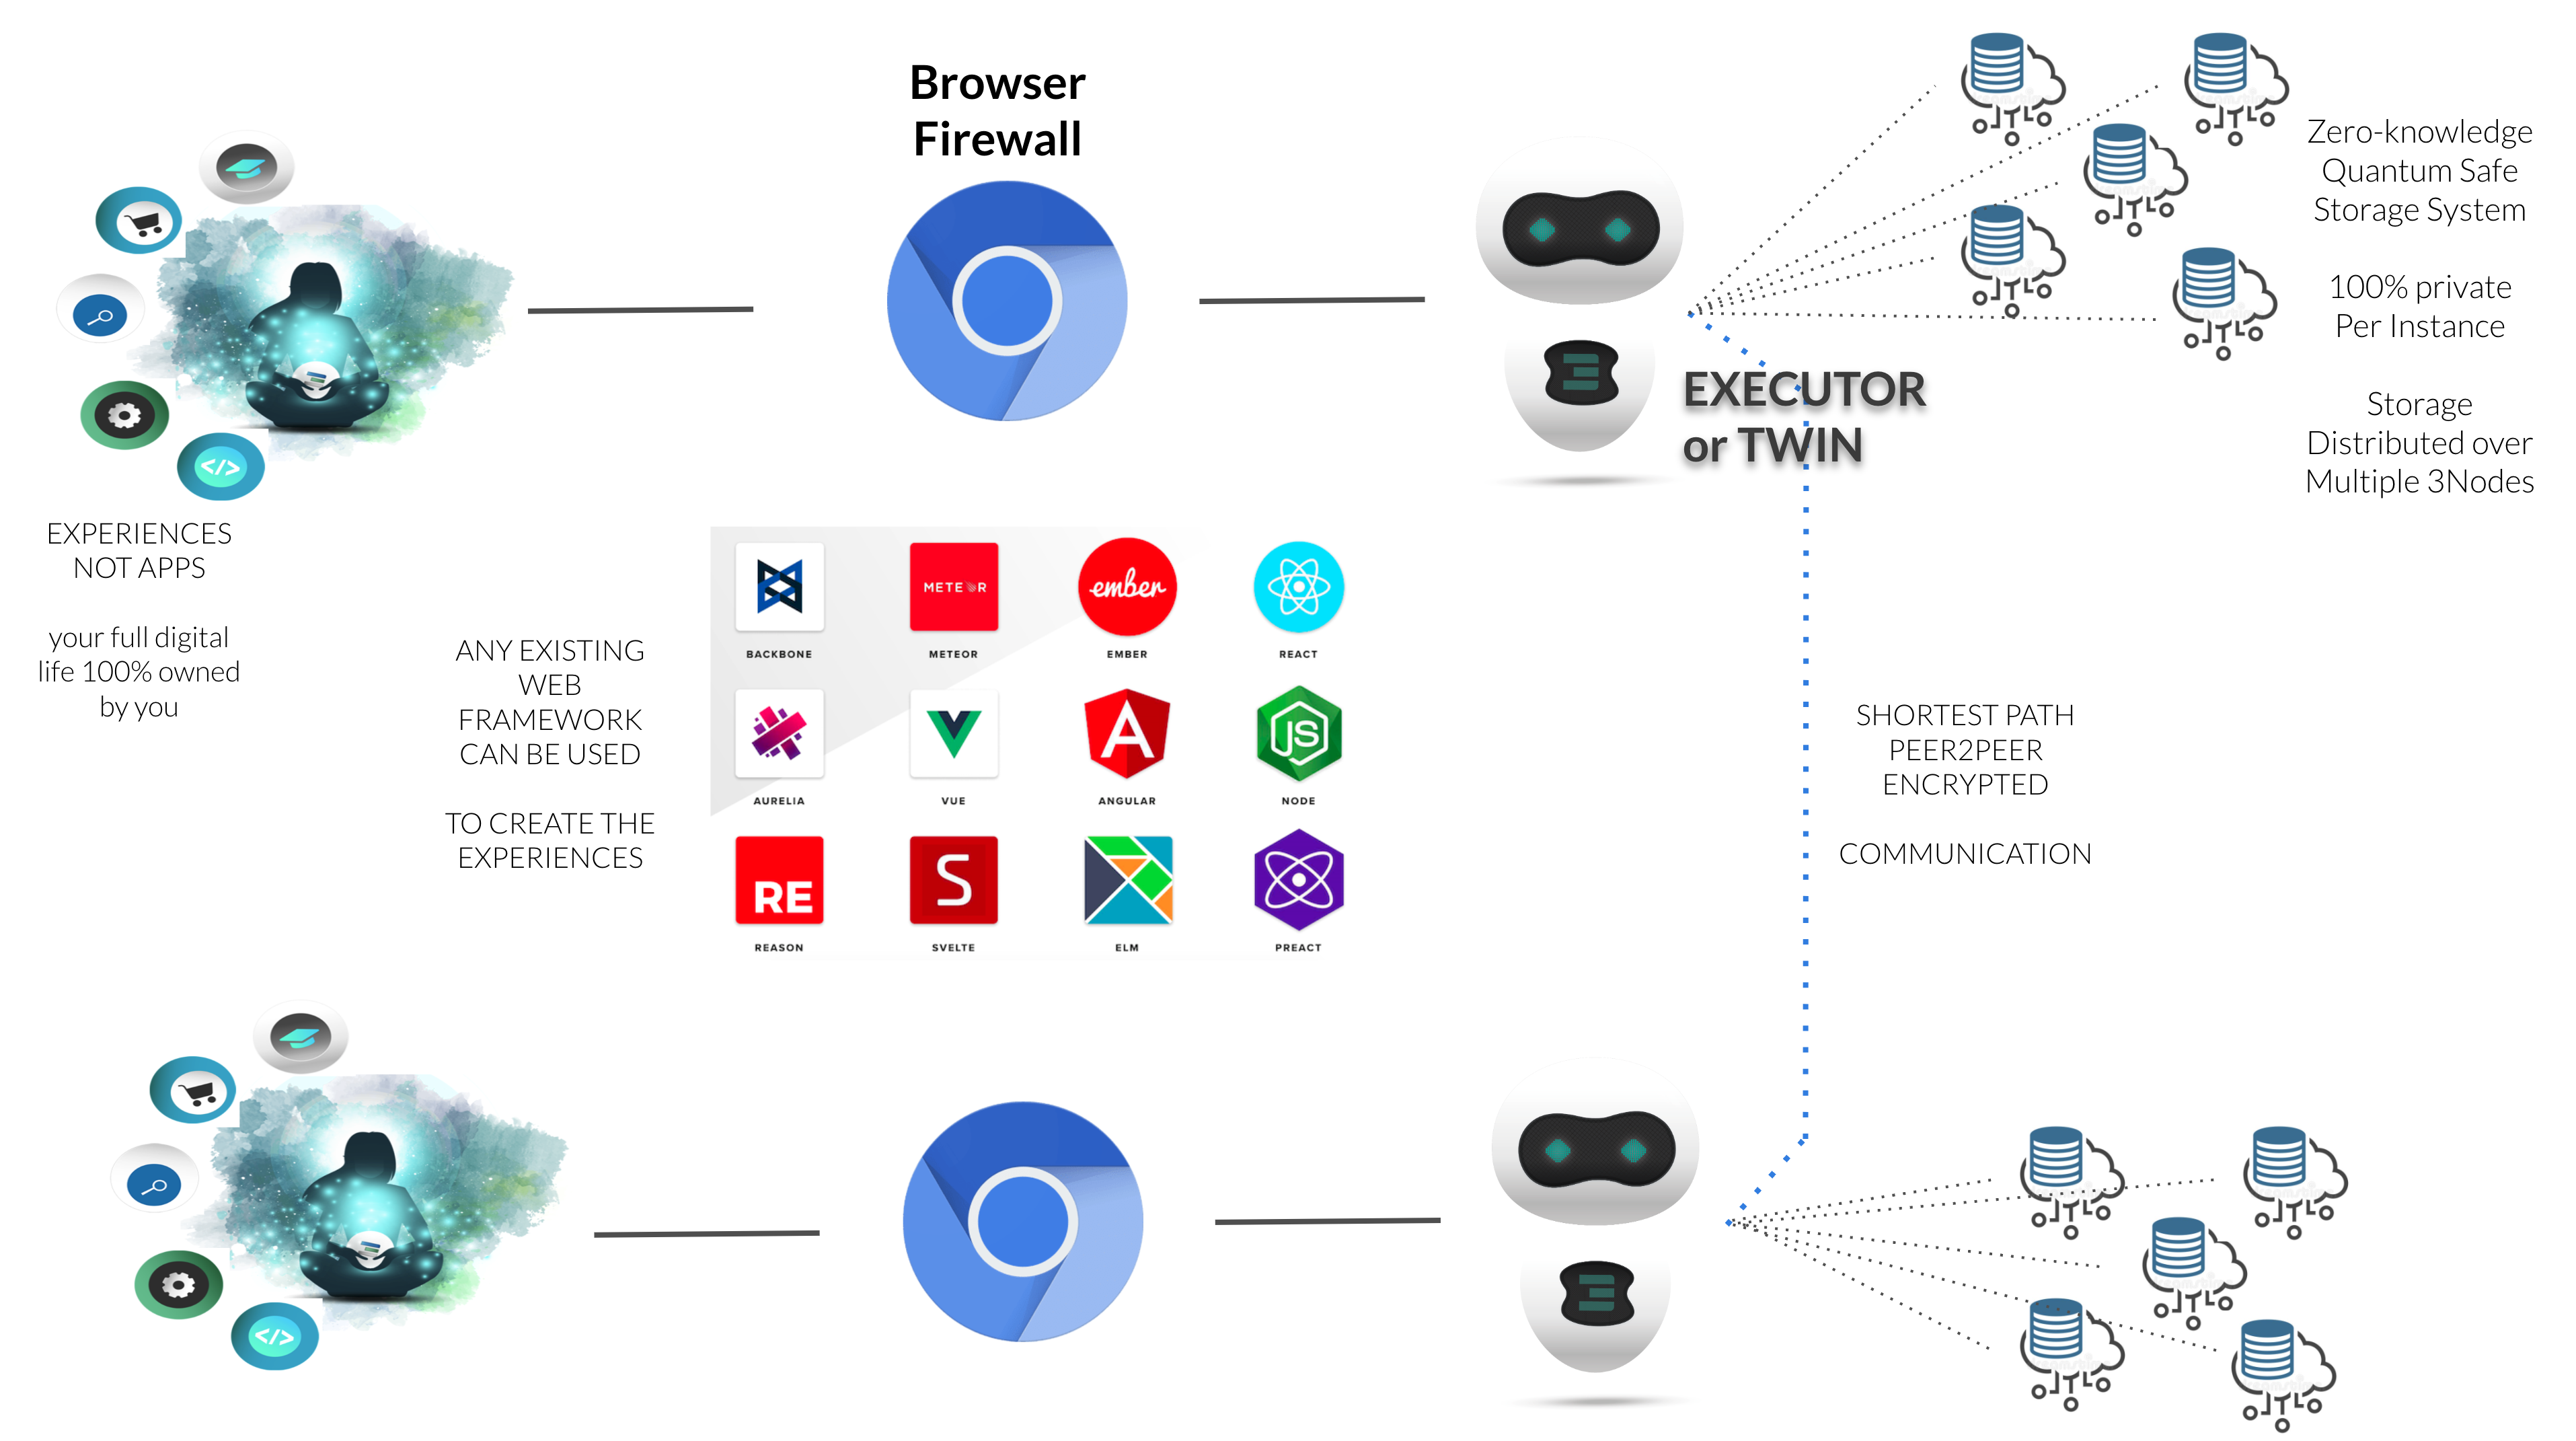 Browser
Firewall
Zero-knowledge
Quantum Safe
Storage System
100% private
Per Instance
Storage
Distributed over
Multiple 3Nodes
EXECUTOR
or TWIN
</>
EXPERIENCES
NOT APPS
your full digital
life 100% owned
by you
ANY EXISTING
WEB
FRAMEWORK
CAN BE USED
TO CREATE THE
EXPERIENCES
METEOR
ember
BACKBONE
METEOR
EMBER
REACT
A
JS
AURELIA
VUE
ANGULAR
NODE
RE
S
REASON
SVELTE
ELM
PREACT
SHORTEST PATH
PEER2PEER
ENCRYPTED
COMMUNICATION
</>